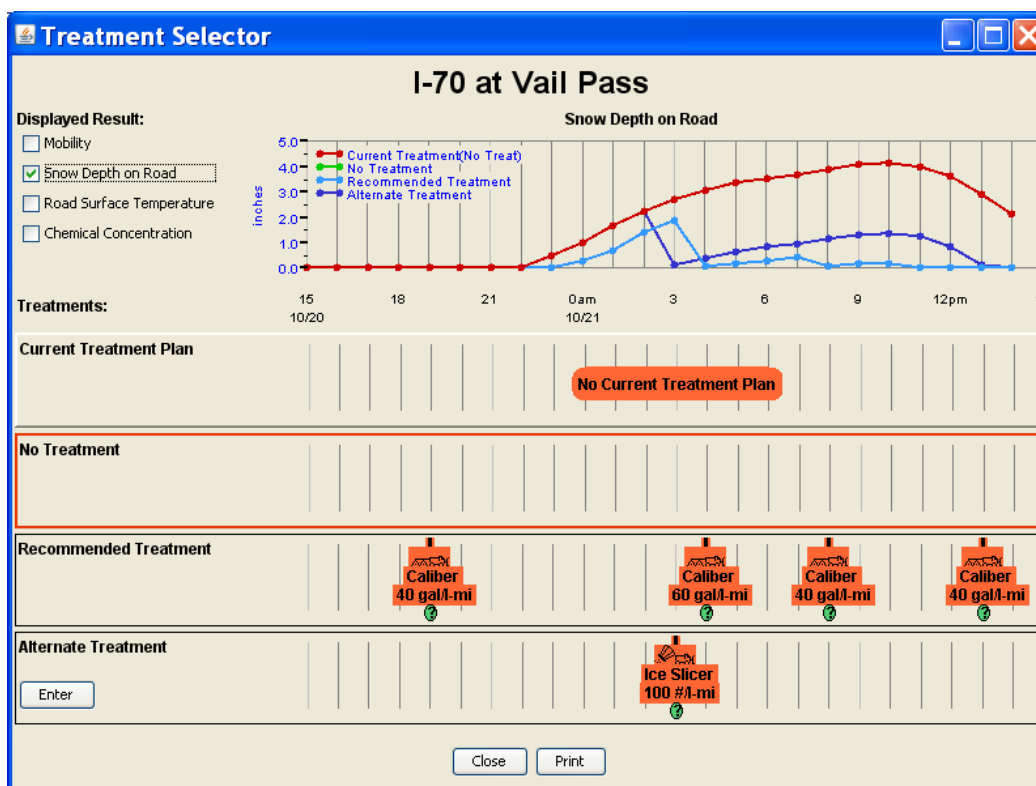 Treatment Selector
I-70 at Vail Pass
Displayed Result:
Mobility
Snow Depth on Road
Road Surface Temperature
Chemical Concentration
Snow Depth on Road
5.0
4.0
3.0
2.0
1.0
0.0
inches
Current Treatment(No Treat)
No Treatment
Recommended Treatment
Alternate Treatment
Treatments:
15 18 21 0am 3 6 9 12pm
10/20 10/21
Current Treatment Plan
No Current Treatment Plan
No Treatment
Recommended Treatment
Caliber
40 gal/l-mi
?
Caliber
60 gal/l-mi
?
Caliber
40 gal/l-mi
?
Caliber
40 gal/l-mi
?
Alternate Treatment
Enter
Ice Slicer
100 #/l-mi
?
Close Print